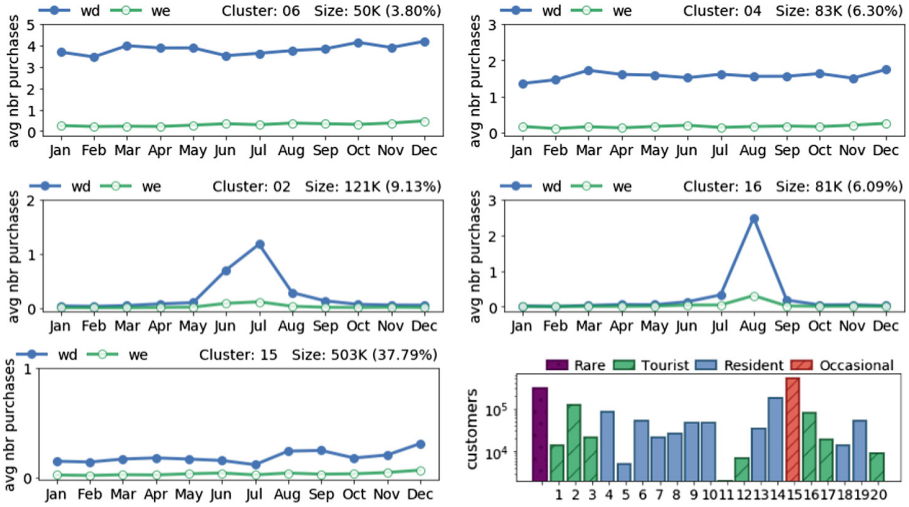 wd we Cluster: 06 Size: 50K (3.80%)
avg nbr purchases
5
4
3
2
1
0
Jan Feb Mar Apr May Jun Jul Aug Sep Oct Nov Dec
wd we Cluster: 04 Size: 83K (6.30%)
avg nbr purchases
3
2
1
0
Jan Feb Mar Apr May Jun Jul Aug Sep Oct Nov Dec
wd we Cluster: 02 Size: 121K (9.13%)
avg nbr purchases
2
1
0
Jan Feb Mar Apr May Jun Jul Aug Sep Oct Nov Dec
wd we Cluster: 16 Size: 81K (6.09%)
avg nbr purchases
3
2
1
0
Jan Feb Mar Apr May Jun Jul Aug Sep Oct Nov Dec
wd we Cluster: 15 Size: 503K (37.79%)
avg nbr purchases
1
0
Jan Feb Mar Apr May Jun Jul Aug Sep Oct Nov Dec
Rare Tourist Resident Occasional
customers
10⁵
10⁴
1 2 3 4 5 6 7 8 9 10 11 12 13 14 15 16 17 18 19 20